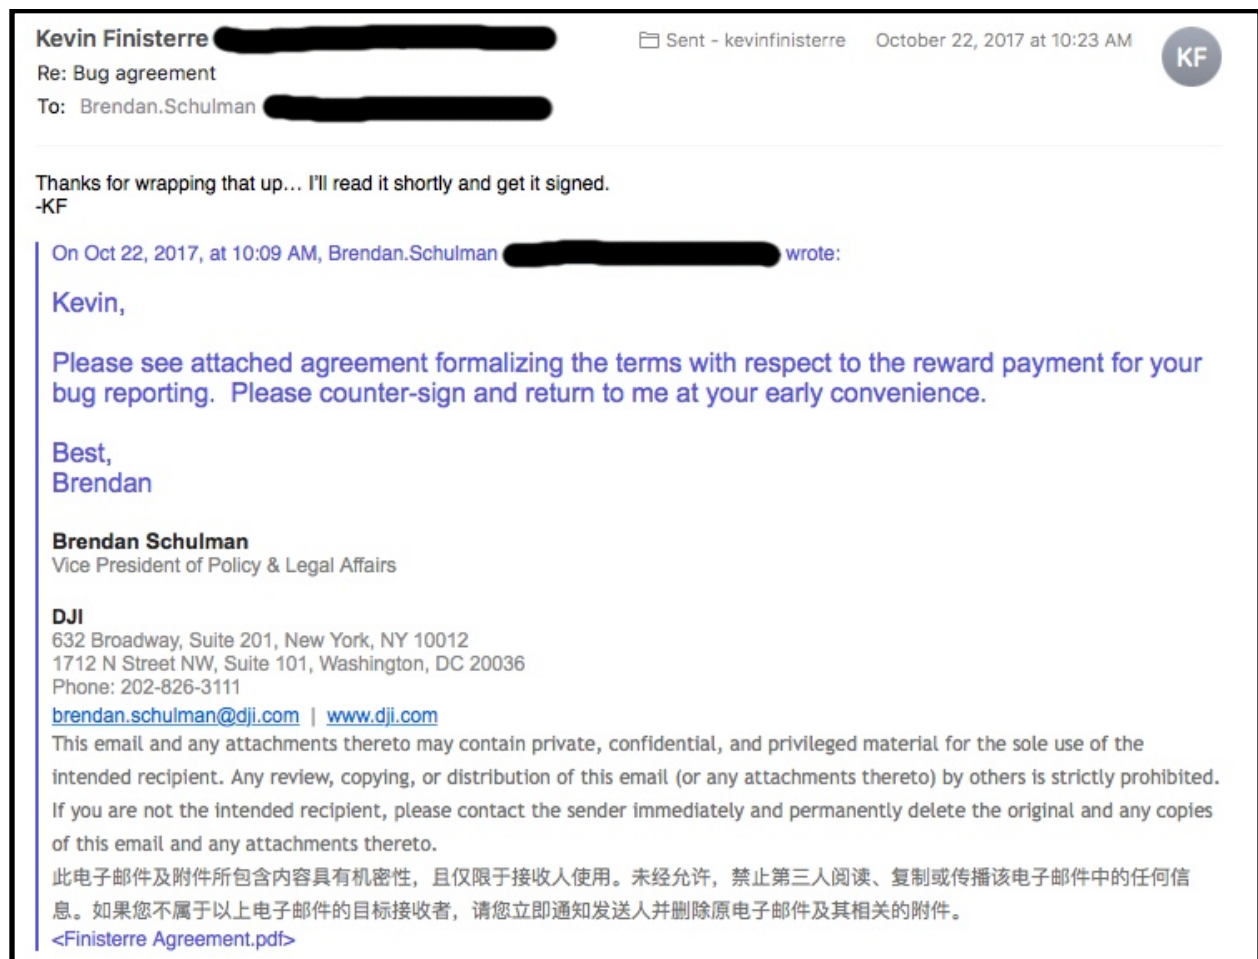 Kevin Finisterre
Sent - kevinfinisterre October 22, 2017 at 10:23 AM
KF
Re: Bug agreement
To: Brendan.Schulman
Thanks for wrapping that up... I'll read it shortly and get it signed.
-KF
On Oct 22, 2017, at 10:09 AM, Brendan.Schulman wrote:
Kevin,
Please see attached agreement formalizing the terms with respect to the reward payment for your
bug reporting. Please counter-sign and return to me at your early convenience.
Best,
Brendan
Brendan Schulman
Vice President of Policy & Legal Affairs
DJI
632 Broadway, Suite 201, New York, NY 10012
1712 N Street NW, Suite 101, Washington, DC 20036
Phone: 202-826-3111
brendan.schulman@dji.com | www.dji.com
This email and any attachments thereto may contain private, confidential, and privileged material for the sole use of the
intended recipient. Any review, copying, or distribution of this email (or any attachments thereto) by others is strictly prohibited.
If you are not the intended recipient, please contact the sender immediately and permanently delete the original and any copies
of this email and any attachments thereto.
此电子邮件及附件所包含内容具有机密性，且仅限于接收人使用。未经允许，禁止第三人阅读、复制或传播该电子邮件中的任何信
息。如果您不属于以上电子邮件的目标接收者，请您立即通知发送人并删除原电子邮件及其相关的附件。
<Finisterre Agreement.pdf>